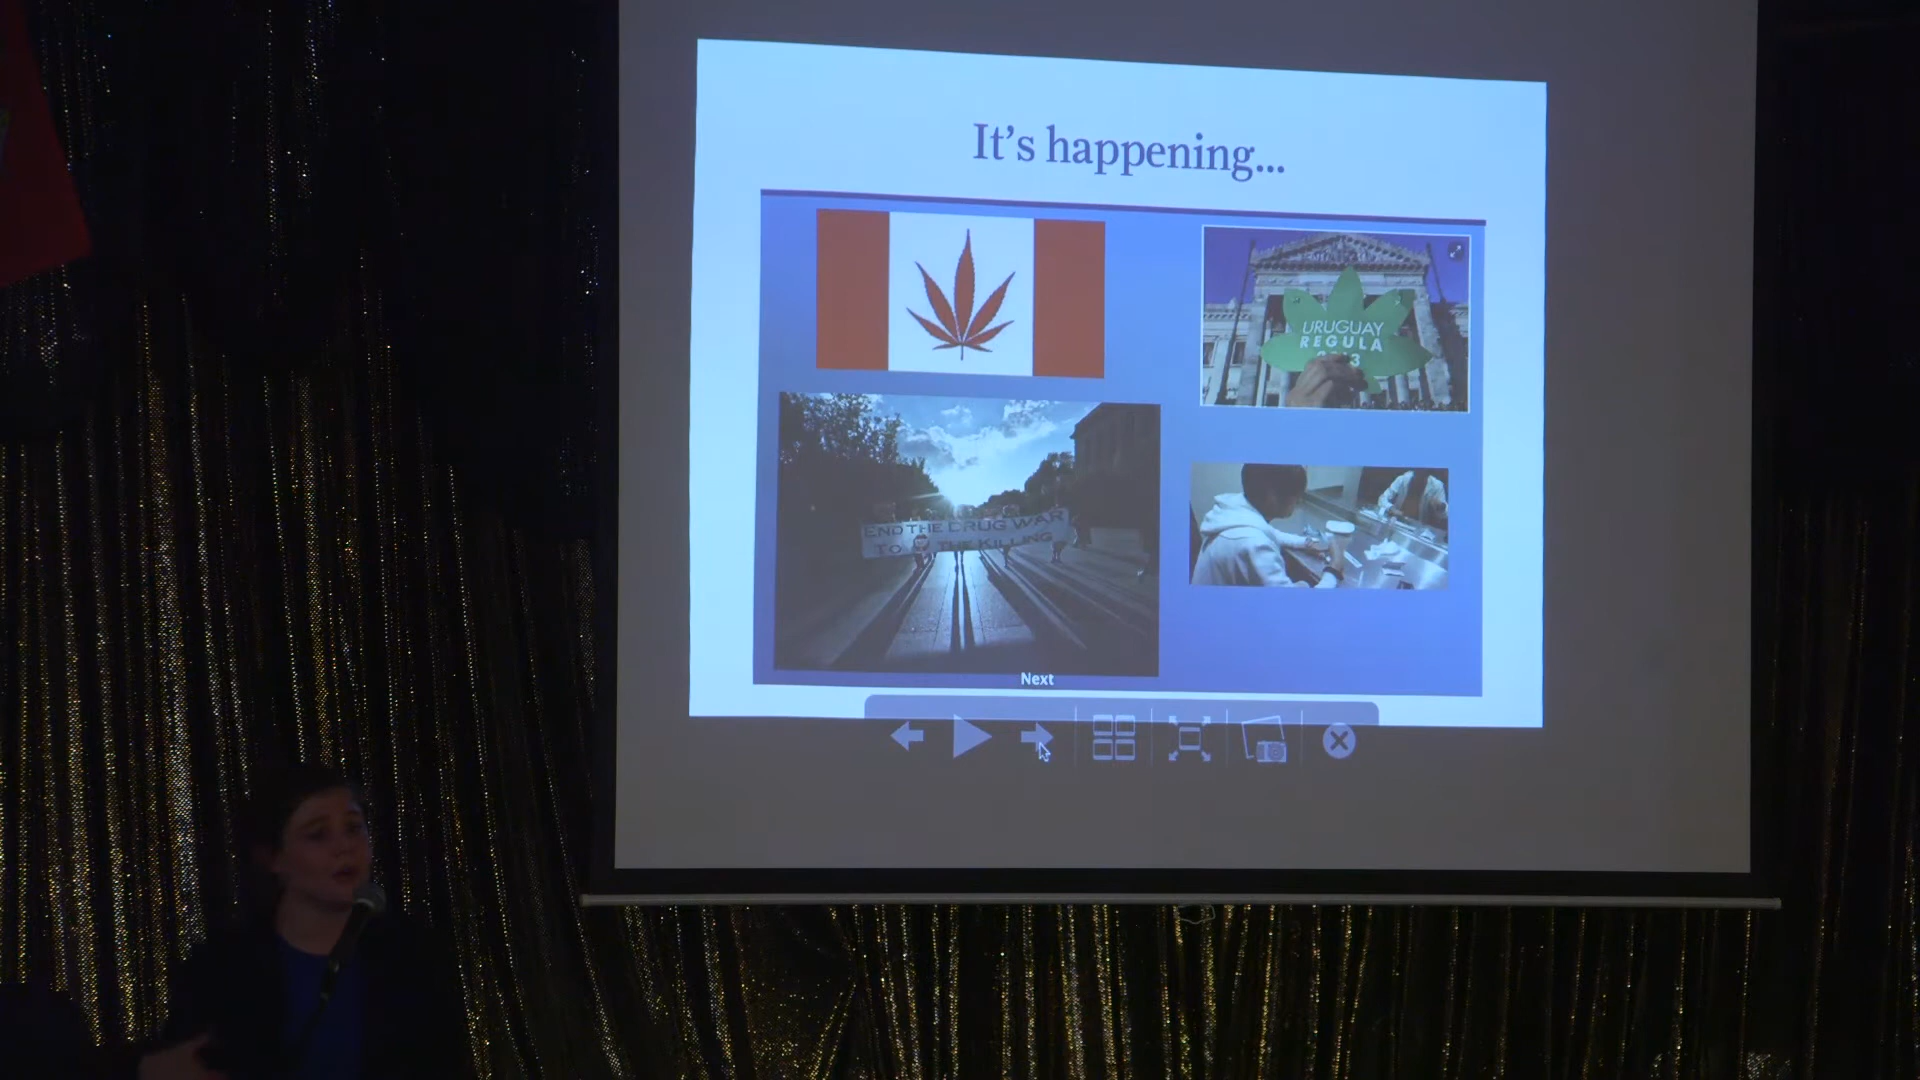 It's happening...
URUGUAY
REGULA
END THE DRUG WAR
TO THE KILLING
Next